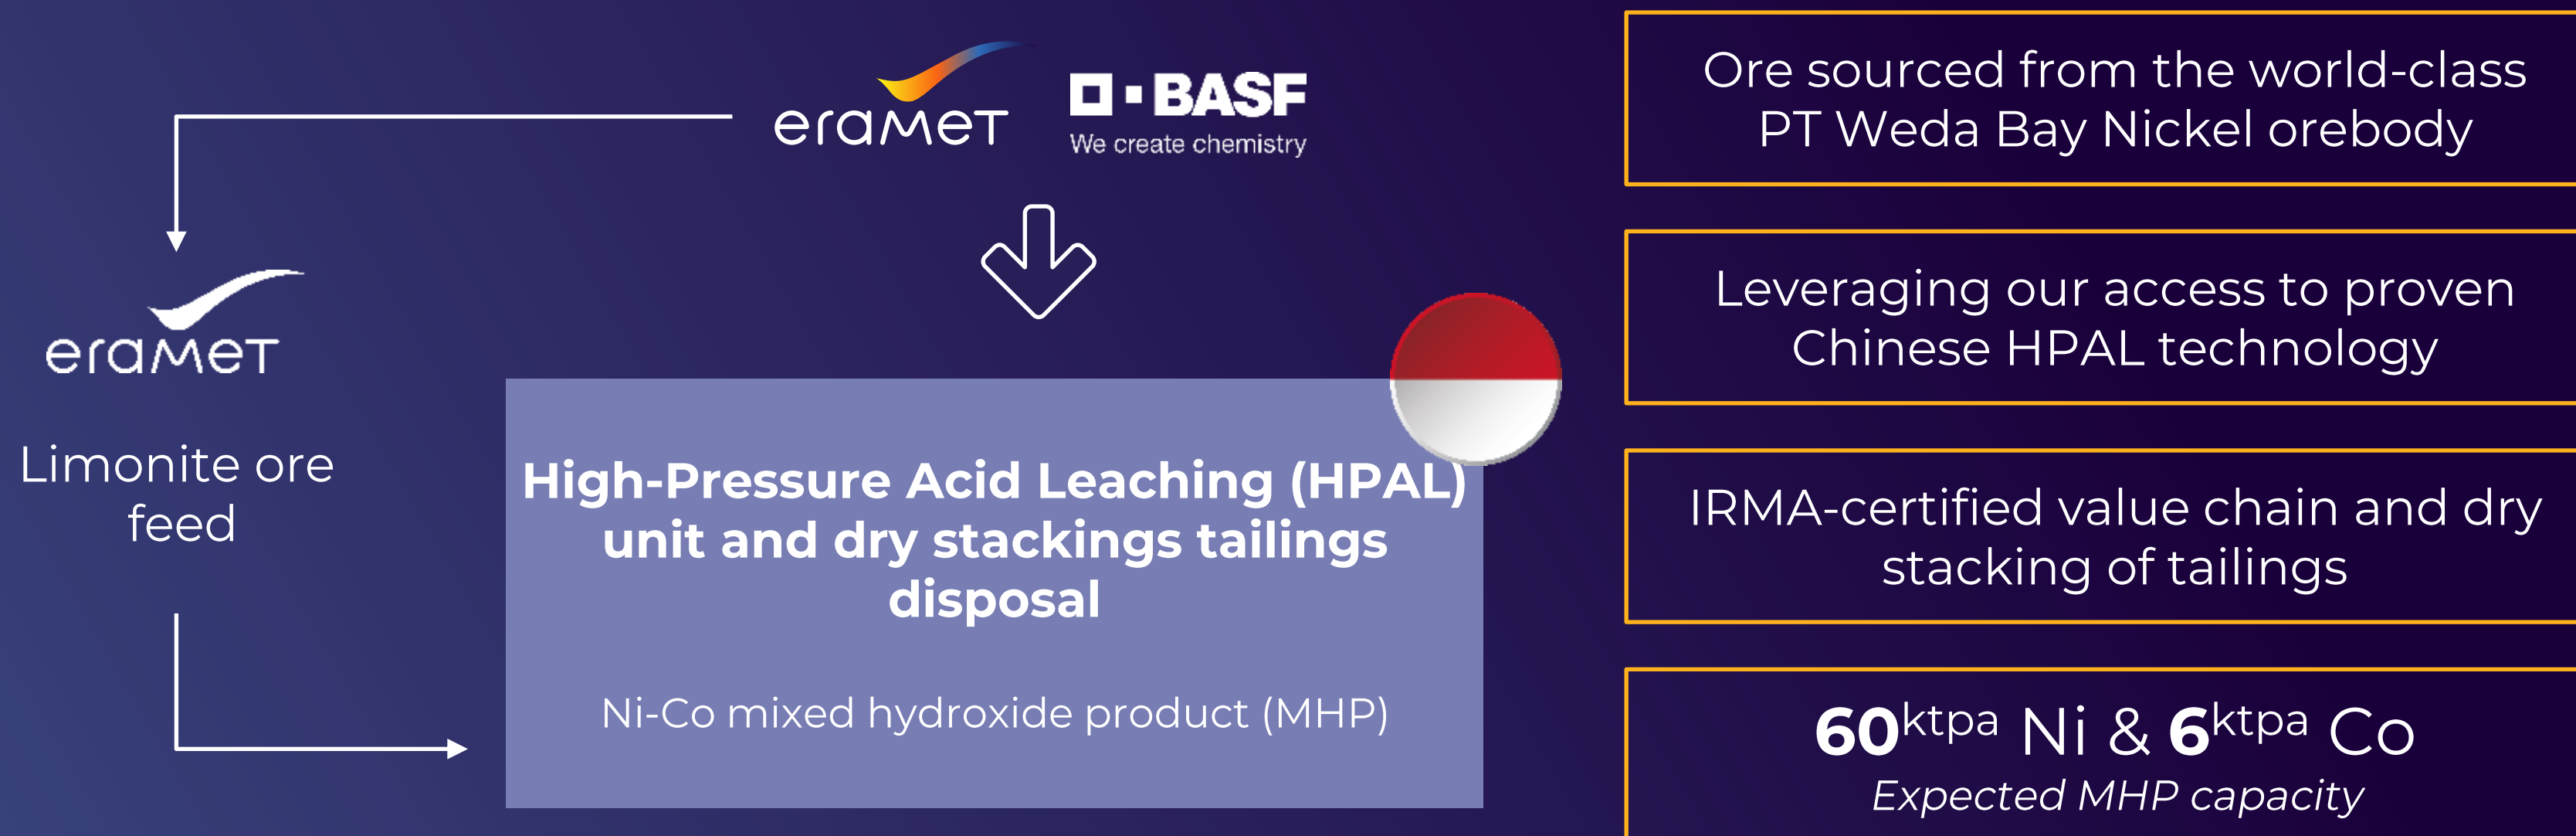 eramet
BASF
We create chemistry
eramet
Limonite ore
feed
High-Pressure Acid Leaching (HPAL)
unit and dry stackings tailings
disposal
Ni-Co mixed hydroxide product (MHP)
Ore sourced from the world-class
PT Weda Bay Nickel orebody
Leveraging our access to proven
Chinese HPAL technology
IRMA-certified value chain and dry
stacking of tailings
60ktpa Ni & 6ktpa Co
Expected MHP capacity